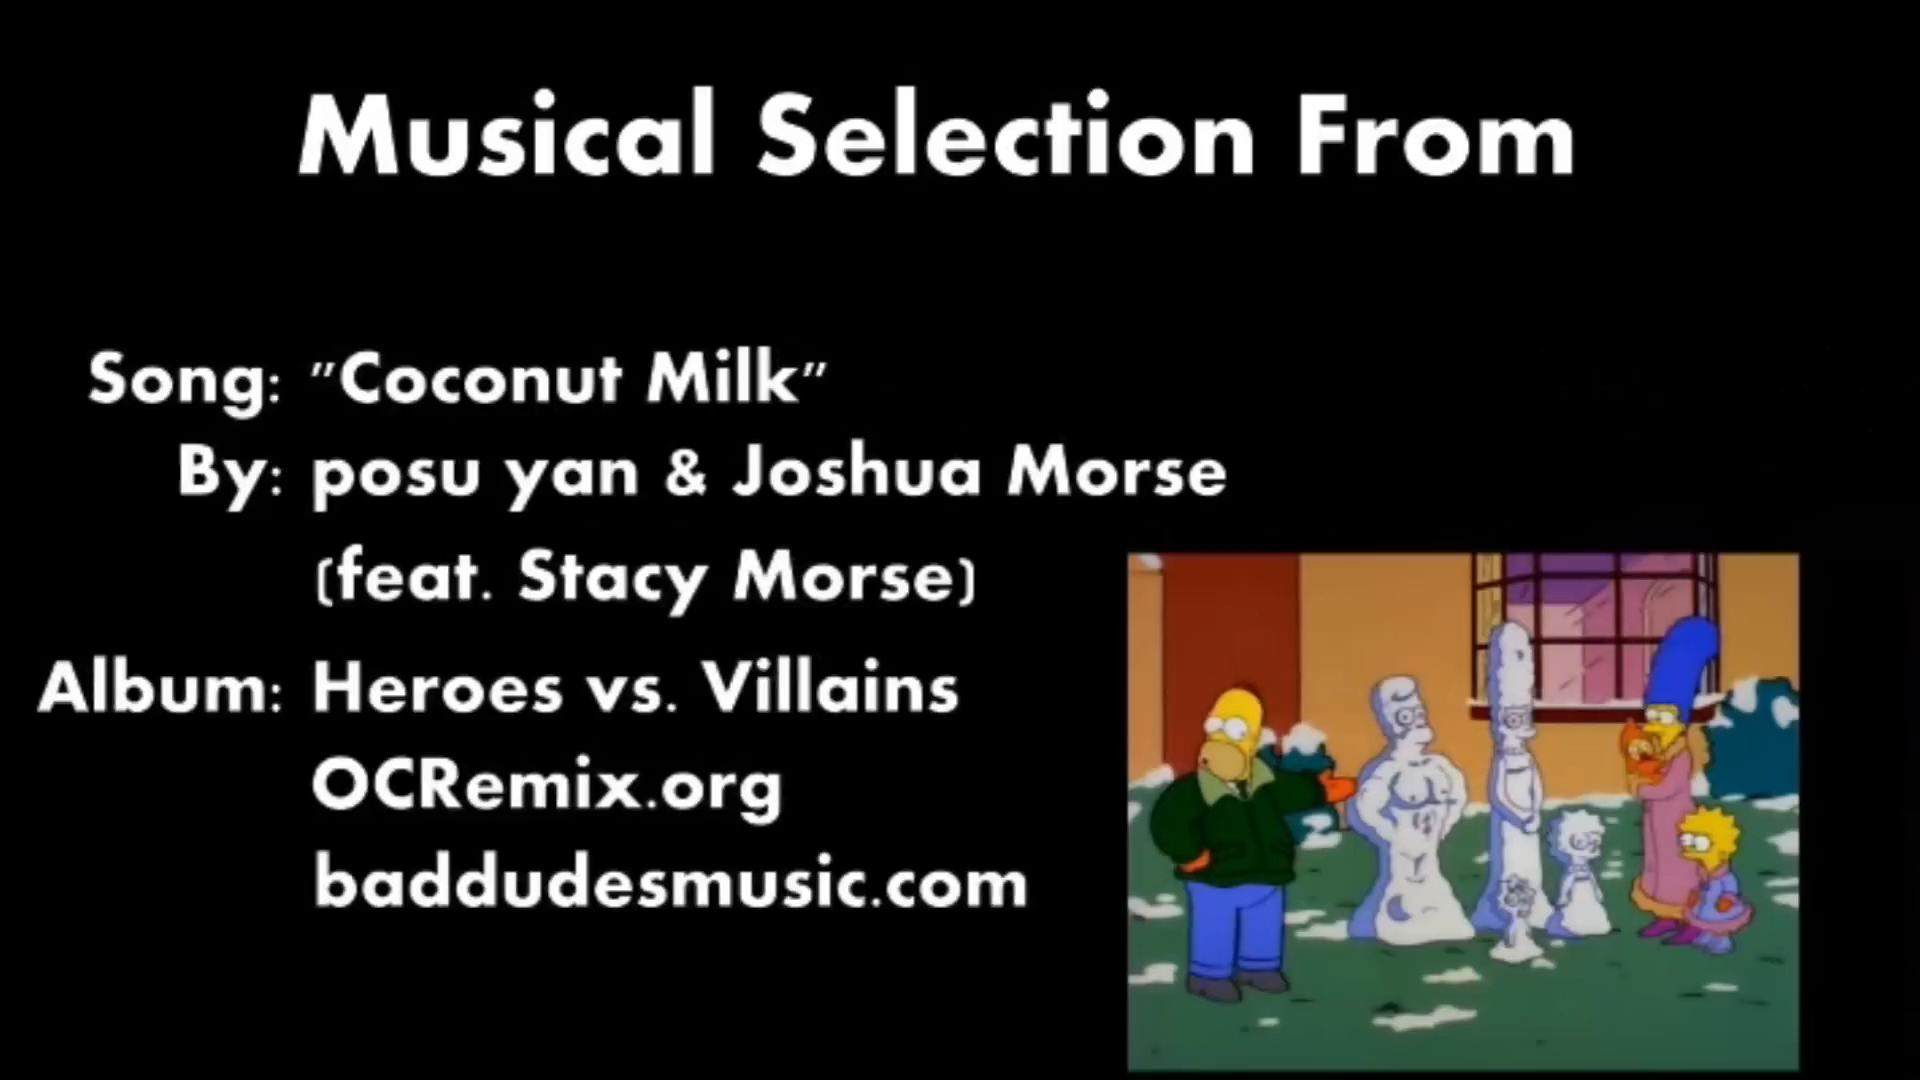 Musical Selection From
Song: "Coconut Milk"
By: posu yan & Joshua Morse
(feat. Stacy Morse)
Album: Heroes vs. Villains
OCRemix.org
baddudesmusic.com